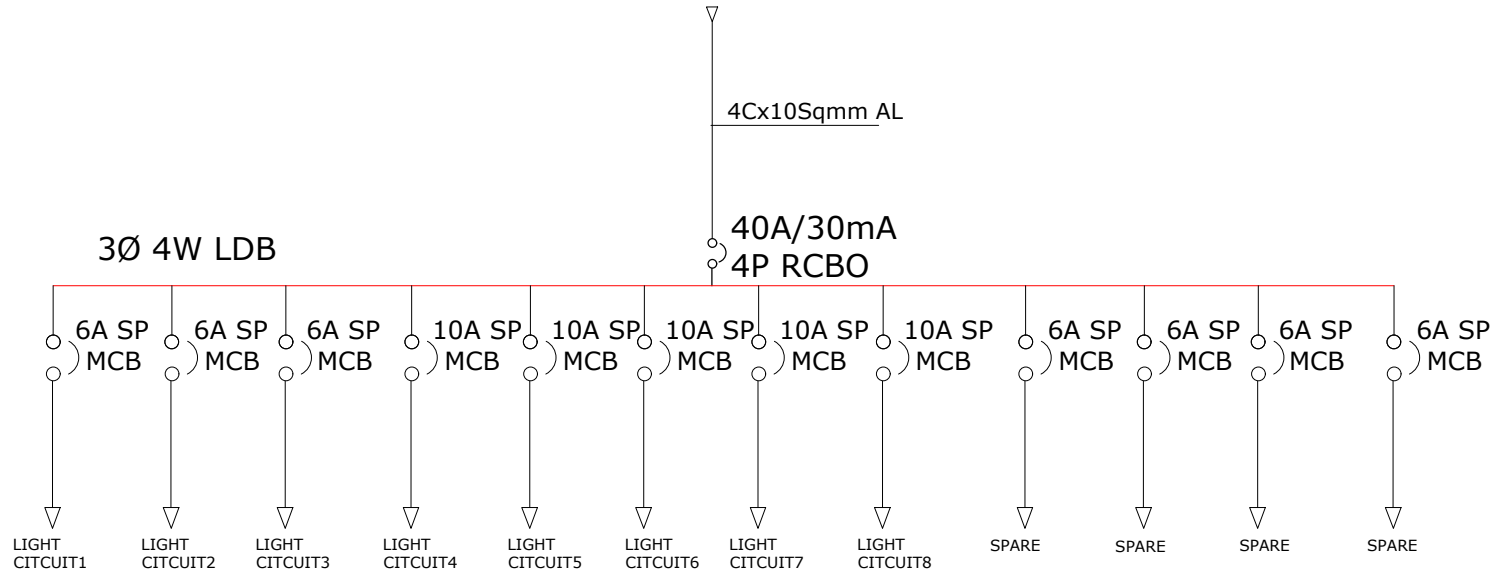 4Cx10Sqmm AL
40A/30mA
4P RCBO
3Ø 4W LDB
6A SP
MCB
6A SP
MCB
6A SP
MCB
10A SP
MCB
10A SP
MCB
10A SP
MCB
10A SP
MCB
10A SP
MCB
6A SP
MCB
6A SP
MCB
6A SP
MCB
6A SP
MCB
LIGHT
CITCUIT1
LIGHT
CITCUIT2
LIGHT
CITCUIT3
LIGHT
CITCUIT4
LIGHT
CITCUIT5
LIGHT
CITCUIT6
LIGHT
CITCUIT7
LIGHT
CITCUIT8
SPARE
SPARE
SPARE
SPARE